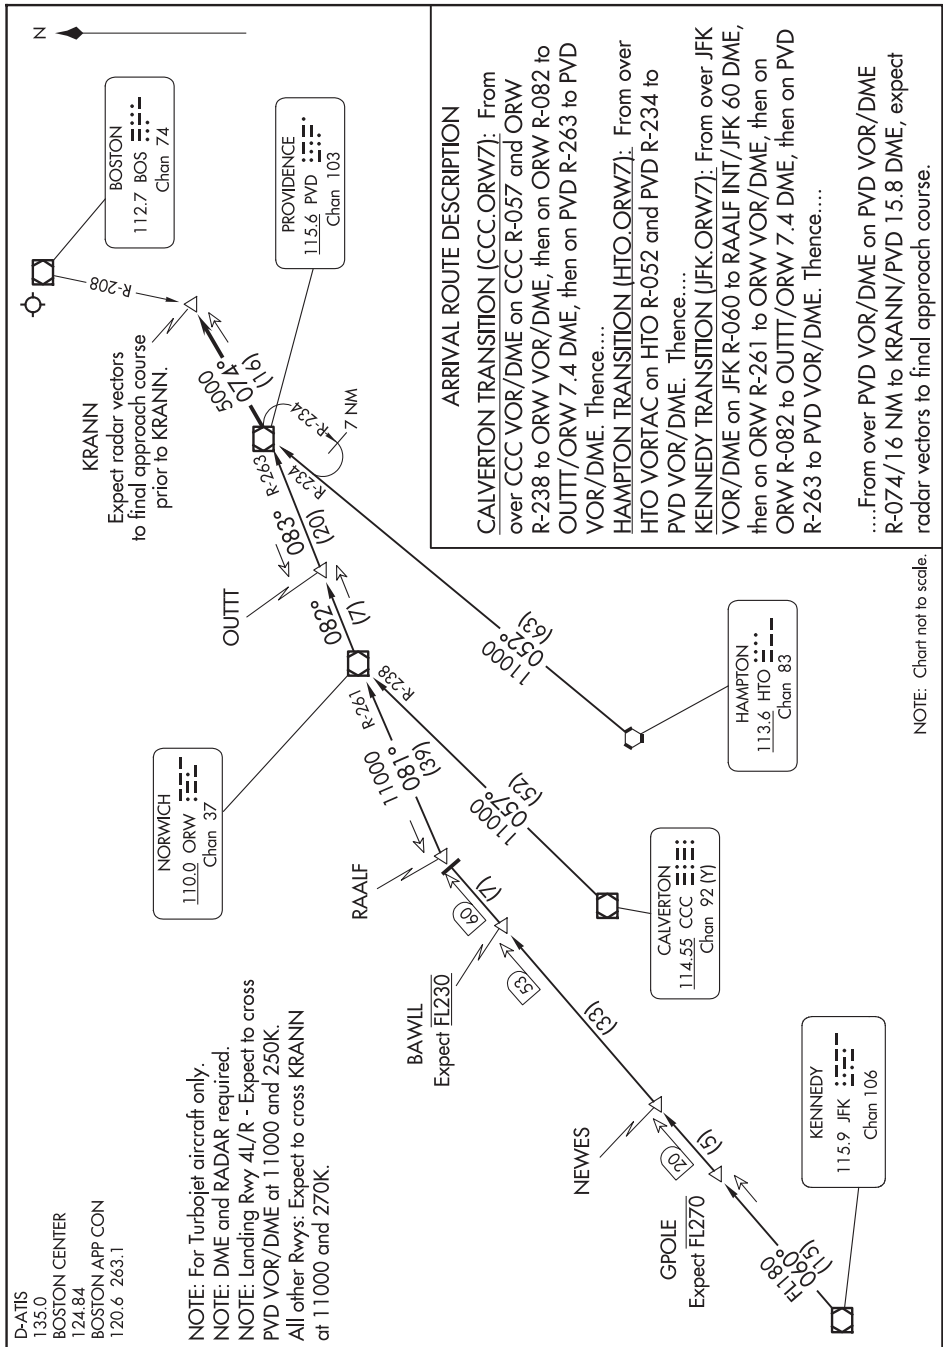 D-ATIS
135.0
BOSTON CENTER
124.84
BOSTON APP CON
120.6 263.1
NOTE: For Turbojet aircraft only.
NOTE: DME and RADAR required.
NOTE: Landing Rwy 4L/R - Expect to cross
PVD VOR/DME at 11000 and 250K.
All other Rwys: Expect to cross KRANN
at 11000 and 270K.
N
BOSTON
112.7 BOS
Chan 74
R-208
PROVIDENCE
115.6 PVD
Chan 103
KRANN
Expect radar vectors
to final approach course
prior to KRANN.
5000
074°
(16)
R-234
7 NM
R-263
R-234
083°
(20)
OUTTT
082°
(7)
NORWICH
110.0 ORW
Chan 37
R-261
R-238
11000
081°
(39)
RAALF
60
(7)
BAWLL
Expect FL230
53
(33)
11000
057°
(52)
11000
052°
(63)
HAMPTON
113.6 HTO
Chan 83
CALVERTON
114.55 CCC
Chan 92 (Y)
NEWES
20
(5)
GPOLE
Expect FL270
FL180
060°
(15)
KENNEDY
115.9 JFK
Chan 106
ARRIVAL ROUTE DESCRIPTION
CALVERTON TRANSITION (CCC.ORW7): From
over CCC VOR/DME on CCC R-057 and ORW
R-238 to ORW VOR/DME, then on ORW R-082 to
OUTTT/ORW 7.4 DME, then on PVD R-263 to PVD
VOR/DME. Thence....
HAMPTON TRANSITION (HTO.ORW7): From over
HTO VORTAC on HTO R-052 and PVD R-234 to
PVD VOR/DME. Thence....
KENNEDY TRANSITION (JFK.ORW7): From over JFK
VOR/DME on JFK R-060 to RAALF INT/JFK 60 DME,
then on ORW R-261 to ORW VOR/DME, then on
ORW R-082 to OUTTT/ORW 7.4 DME, then on PVD
R-263 to PVD VOR/DME. Thence....
....From over PVD VOR/DME on PVD VOR/DME
R-074/16 NM to KRANN/PVD 15.8 DME, expect
radar vectors to final approach course.
NOTE: Chart not to scale.